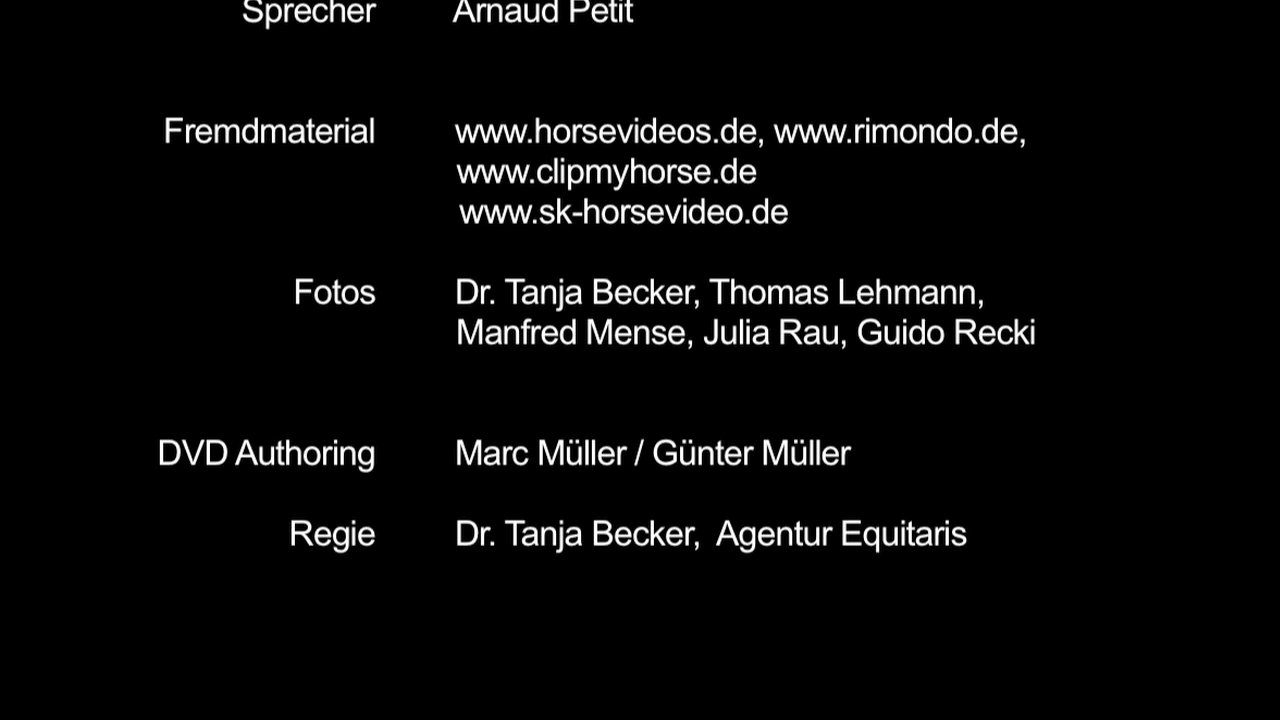 Sprecher Arnaud Petit
Fremdmaterial www.horsevideos.de, www.rimondo.de,
www.clipmyhorse.de
www.sk-horsevideo.de
Fotos Dr. Tanja Becker, Thomas Lehmann,
Manfred Mense, Julia Rau, Guido Recki
DVD Authoring Marc Müller / Günter Müller
Regie Dr. Tanja Becker, Agentur Equitaris